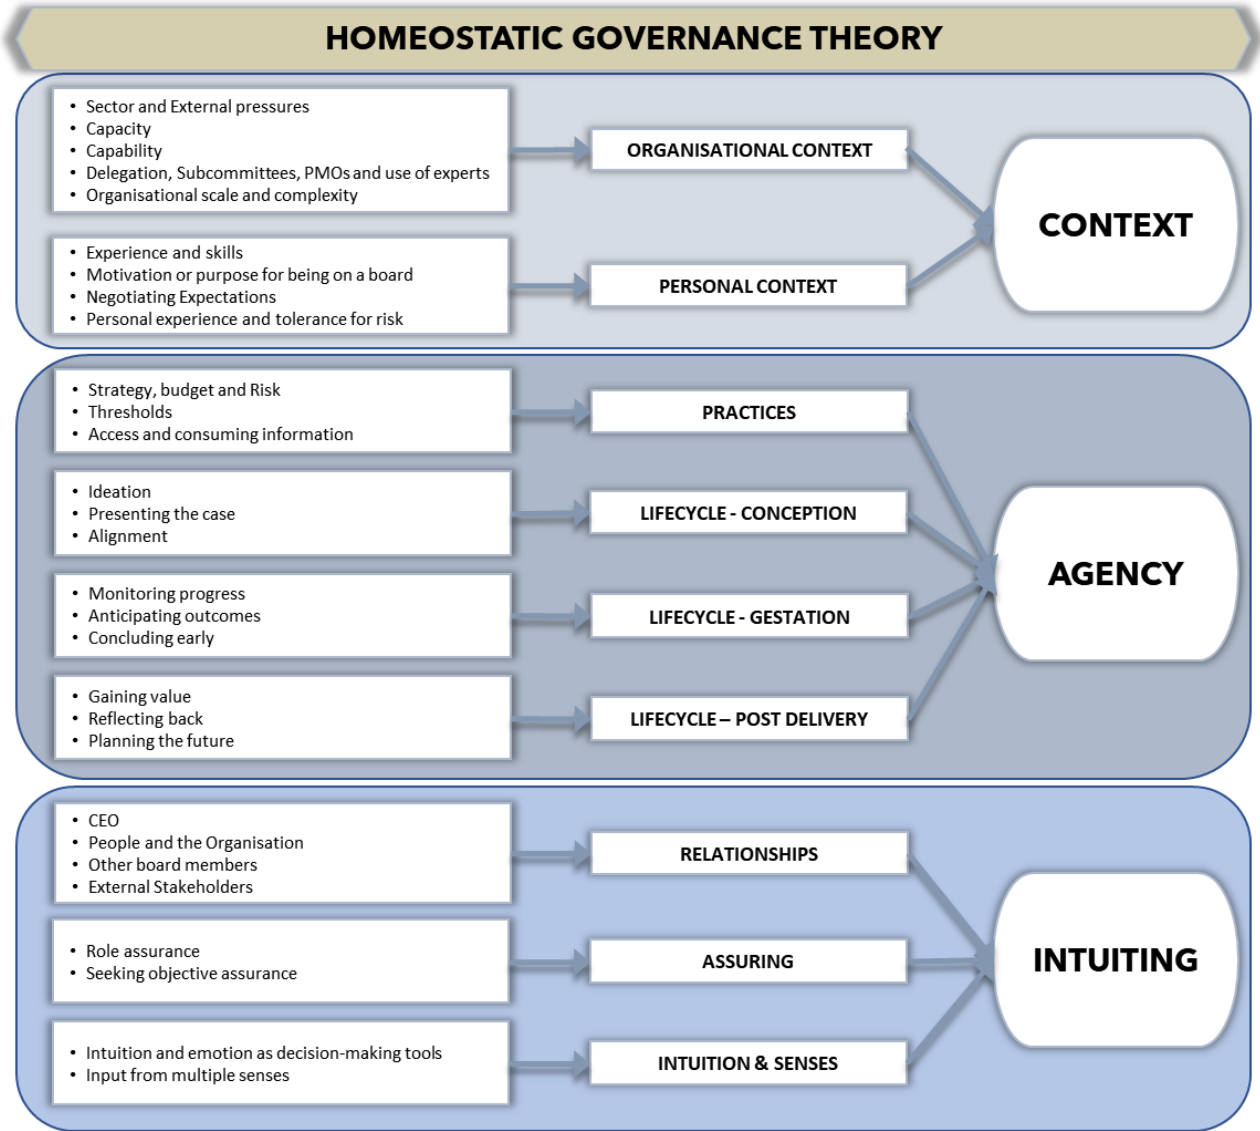 HOMEOSTATIC GOVERNANCE THEORY
• Sector and External pressures
• Capacity
• Capability
• Delegation, Subcommittees, PMOs and use of experts
• Organisational scale and complexity
ORGANISATIONAL CONTEXT
• Experience and skills
• Motivation or purpose for being on a board
• Negotiating Expectations
• Personal experience and tolerance for risk
PERSONAL CONTEXT
CONTEXT
• Strategy, budget and Risk
• Thresholds
• Access and consuming information
PRACTICES
• Ideation
• Presenting the case
• Alignment
LIFECYCLE - CONCEPTION
• Monitoring progress
• Anticipating outcomes
• Concluding early
LIFECYCLE - GESTATION
• Gaining value
• Reflecting back
• Planning the future
LIFECYCLE – POST DELIVERY
AGENCY
• CEO
• People and the Organisation
• Other board members
• External Stakeholders
RELATIONSHIPS
• Role assurance
• Seeking objective assurance
ASSURING
• Intuition and emotion as decision-making tools
• Input from multiple senses
INTUITION & SENSES
INTUITING